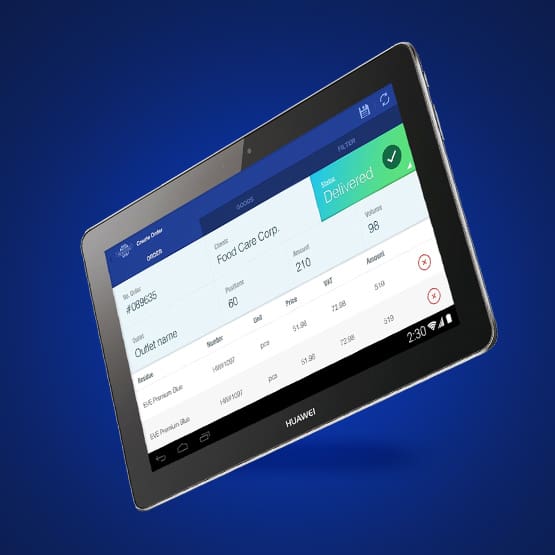 Create Order
ORDER GOODS FILTER
No. Order Clients Status
#089635 Food Care Corp. Delivered
Outlet Positions Amount Volume
Outlet name 60 210 98
Residue Number Unit Price VAT Amount
EVE Premium Blue HWI1097 pcs 51.98 72.98 519
EVE Premium Blue HWI1097 pcs 51.98 72.98 519
2:30
HUAWEI